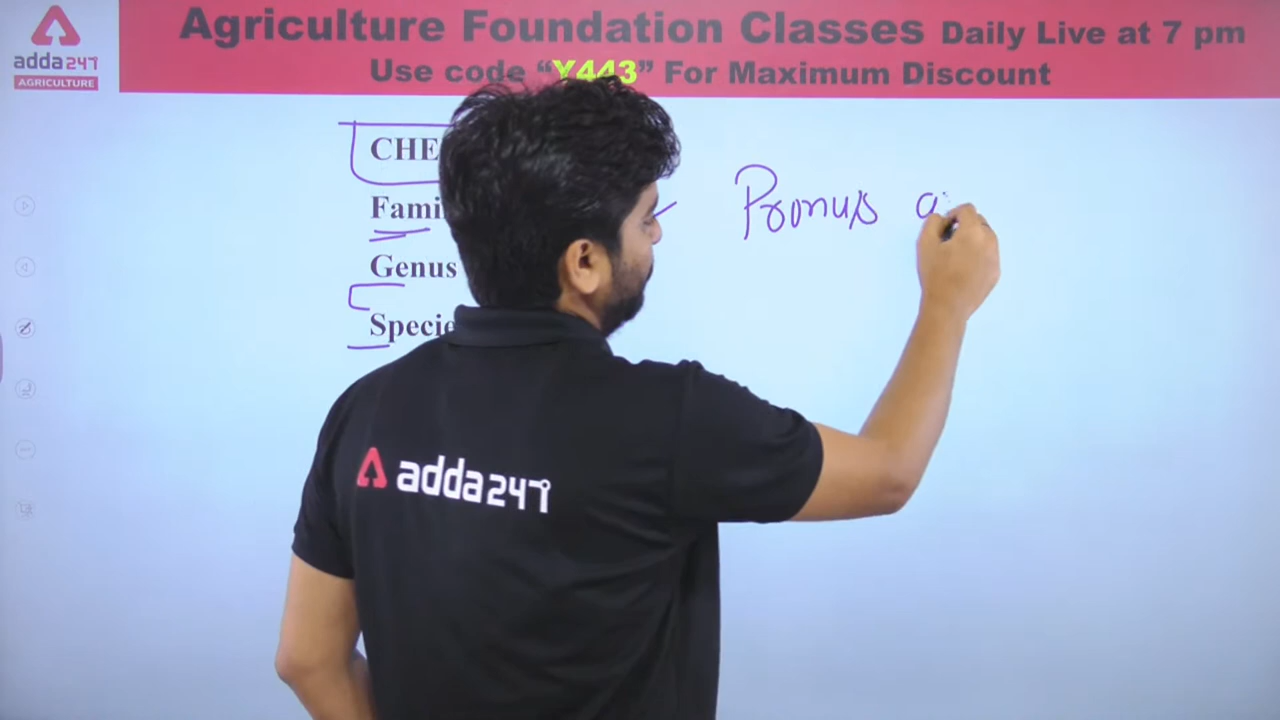 Agriculture Foundation Classes Daily Live at 7 pm
adda247
AGRICULTURE
Use code “Y443” For Maximum Discount
CHE
Fami
Pronus a
Genus
Specie
adda247